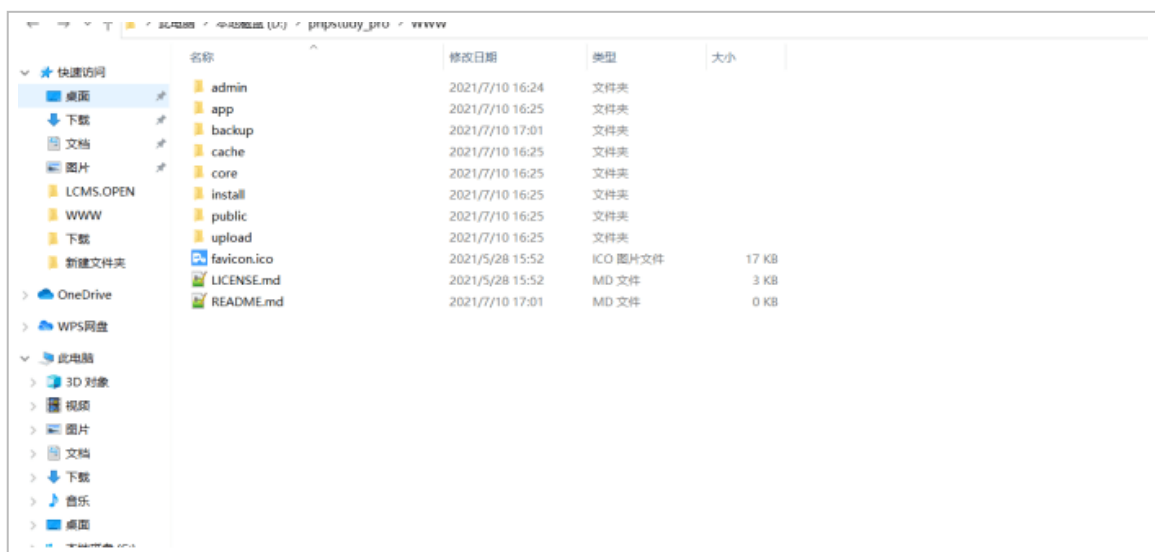 此电脑 > 本地磁盘 (D:) > phpstudy_pro > WWW
名称 修改日期 类型 大小
快速访问
桌面
下载
文档
图片
LCMS.OPEN
WWW
下载
新建文件夹
OneDrive
WPS网盘
此电脑
3D 对象
视频
图片
文档
下载
音乐
桌面
admin 2021/7/10 16:24 文件夹
app 2021/7/10 16:25 文件夹
backup 2021/7/10 17:01 文件夹
cache 2021/7/10 16:25 文件夹
core 2021/7/10 16:25 文件夹
install 2021/7/10 16:25 文件夹
public 2021/7/10 16:25 文件夹
upload 2021/7/10 16:25 文件夹
favicon.ico 2021/5/28 15:52 ICO 图片文件 17 KB
LICENSE.md 2021/5/28 15:52 MD 文件 3 KB
README.md 2021/7/10 17:01 MD 文件 0 KB